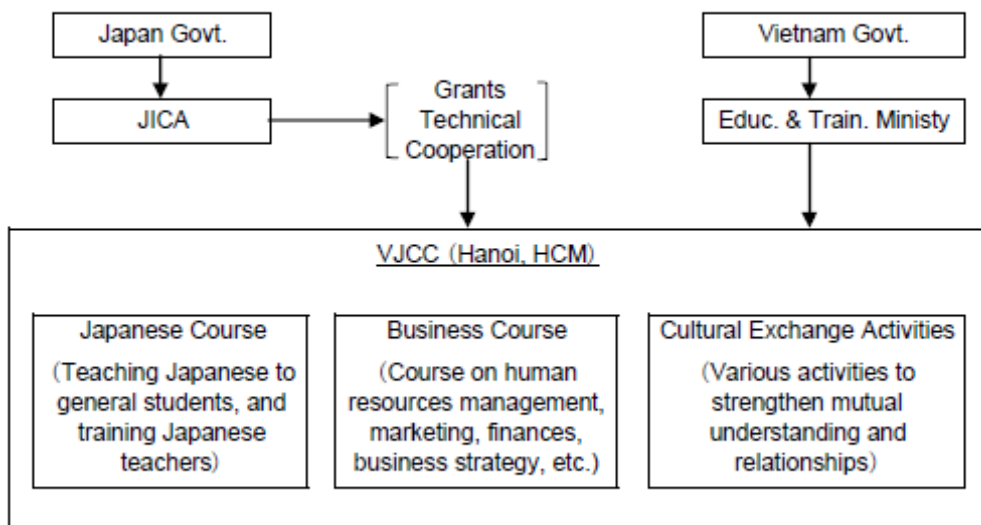 Japan Govt.
Vietnam Govt.
JICA
Grants
Technical
Cooperation
Educ. & Train. Ministy
VJCC (Hanoi, HCM)
Japanese Course
(Teaching Japanese to
general students, and
training Japanese
teachers)
Business Course
(Course on human
resources management,
marketing, finances,
business strategy, etc.)
Cultural Exchange Activities
(Various activities to
strengthen mutual
understanding and
relationships)